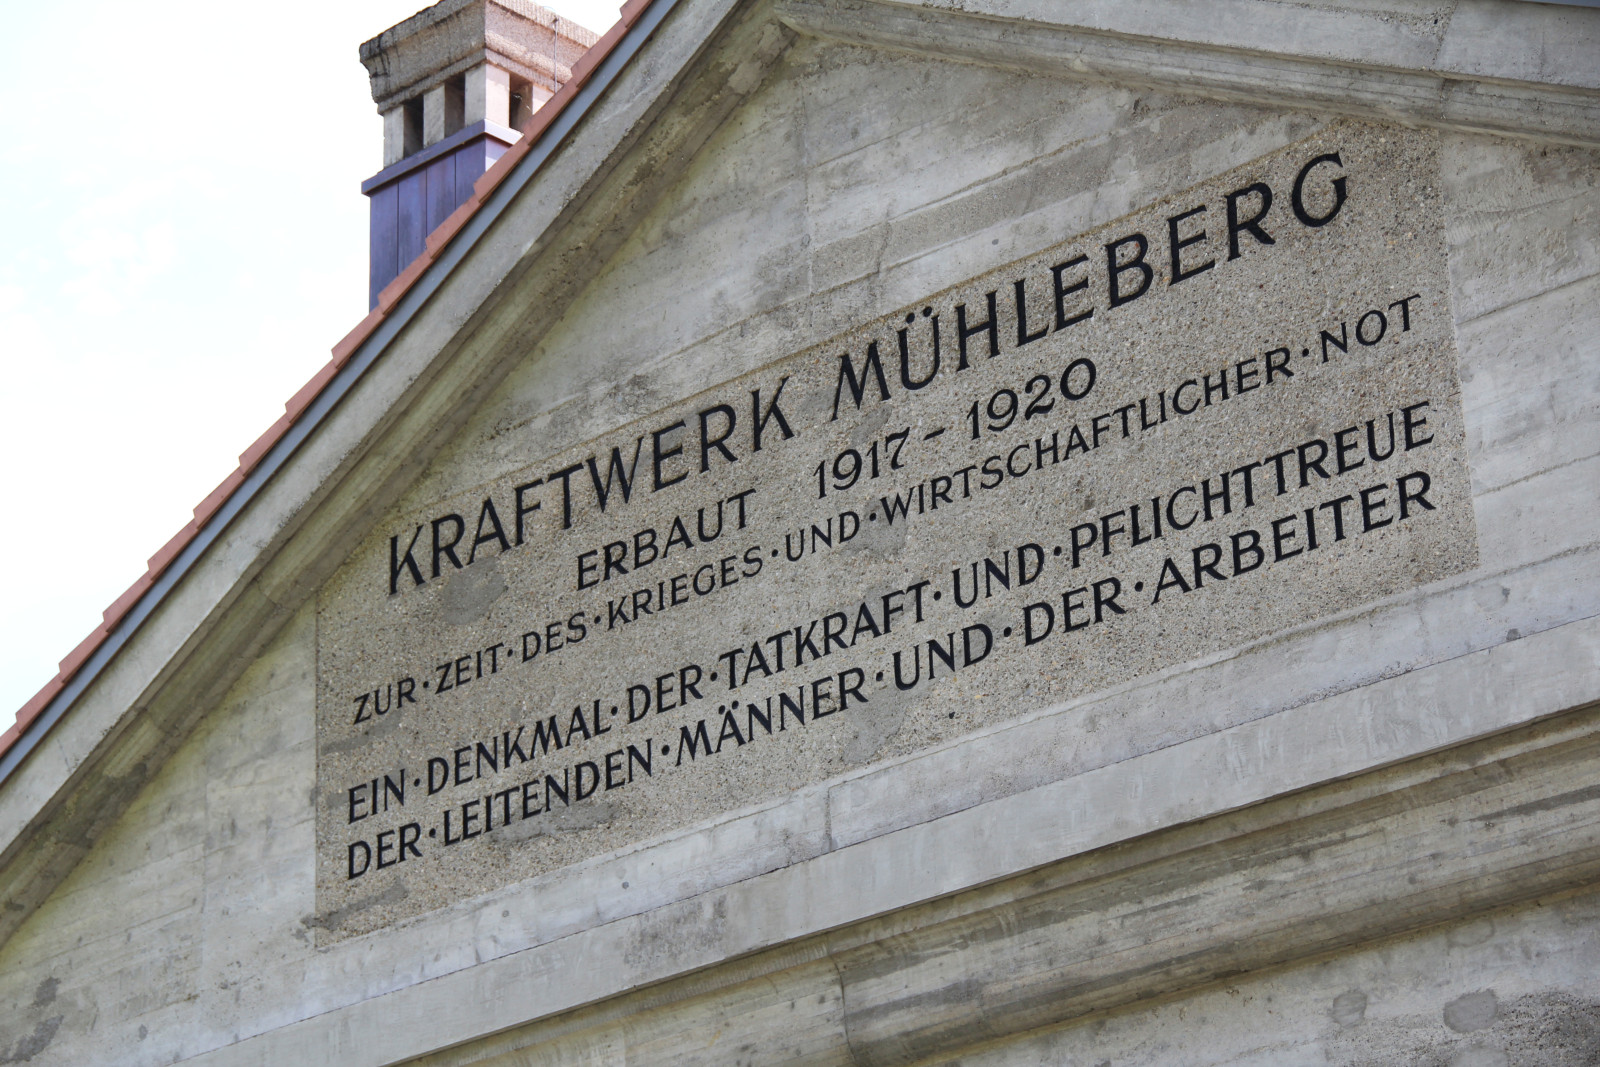 KRAFTWERK MÜHLEBERG
ERBAUT 1917 - 1920
ZUR·ZEIT·DES·KRIEGES·UND·WIRTSCHAFTLICHER·NOT
EIN·DENKMAL·DER·TATKRAFT·UND·PFLICHTTREUE
DER·LEITENDEN·MÄNNER·UND·DER·ARBEITER